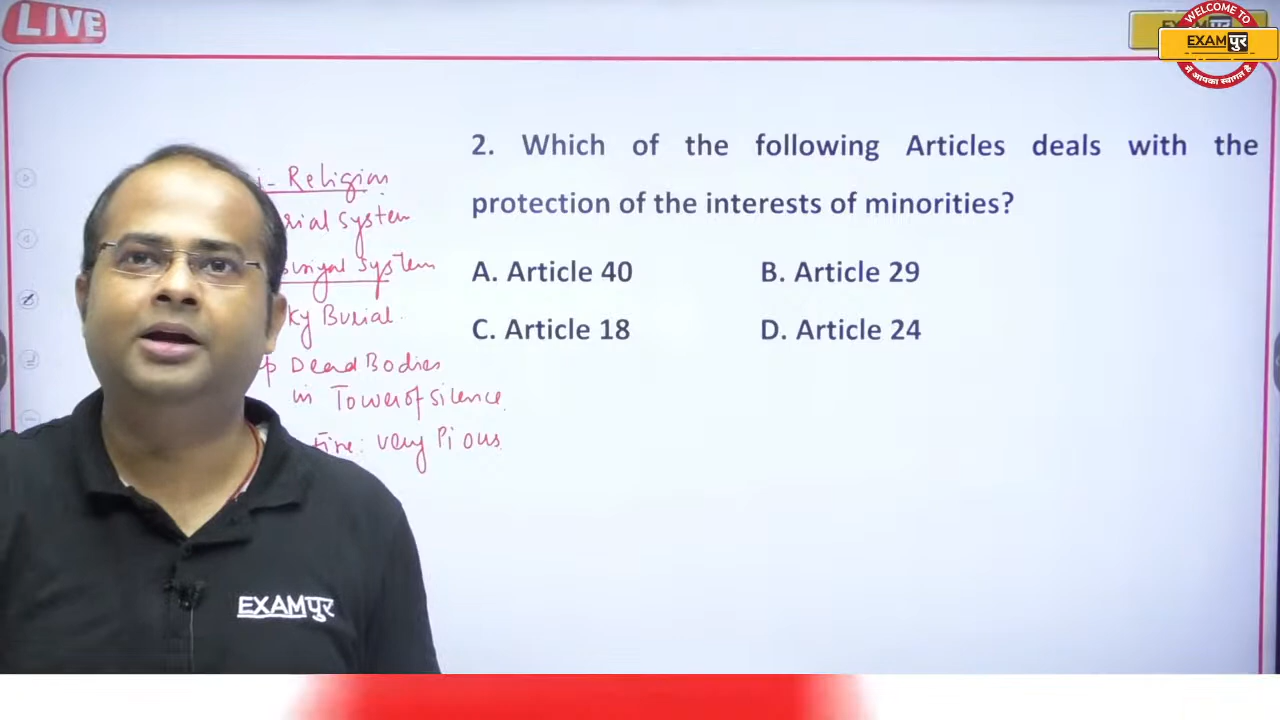 LIVE
WELCOME TO
EXAMपुर
में आपका स्वागत है
2. Which of the following Articles deals with the
protection of the interests of minorities?
A. Article 40
B. Article 29
C. Article 18
D. Article 24
Religion
System
System
Burial.
Dead Bodies
in Tower of Silence.
Fire: very Pious.
EXAMपुर